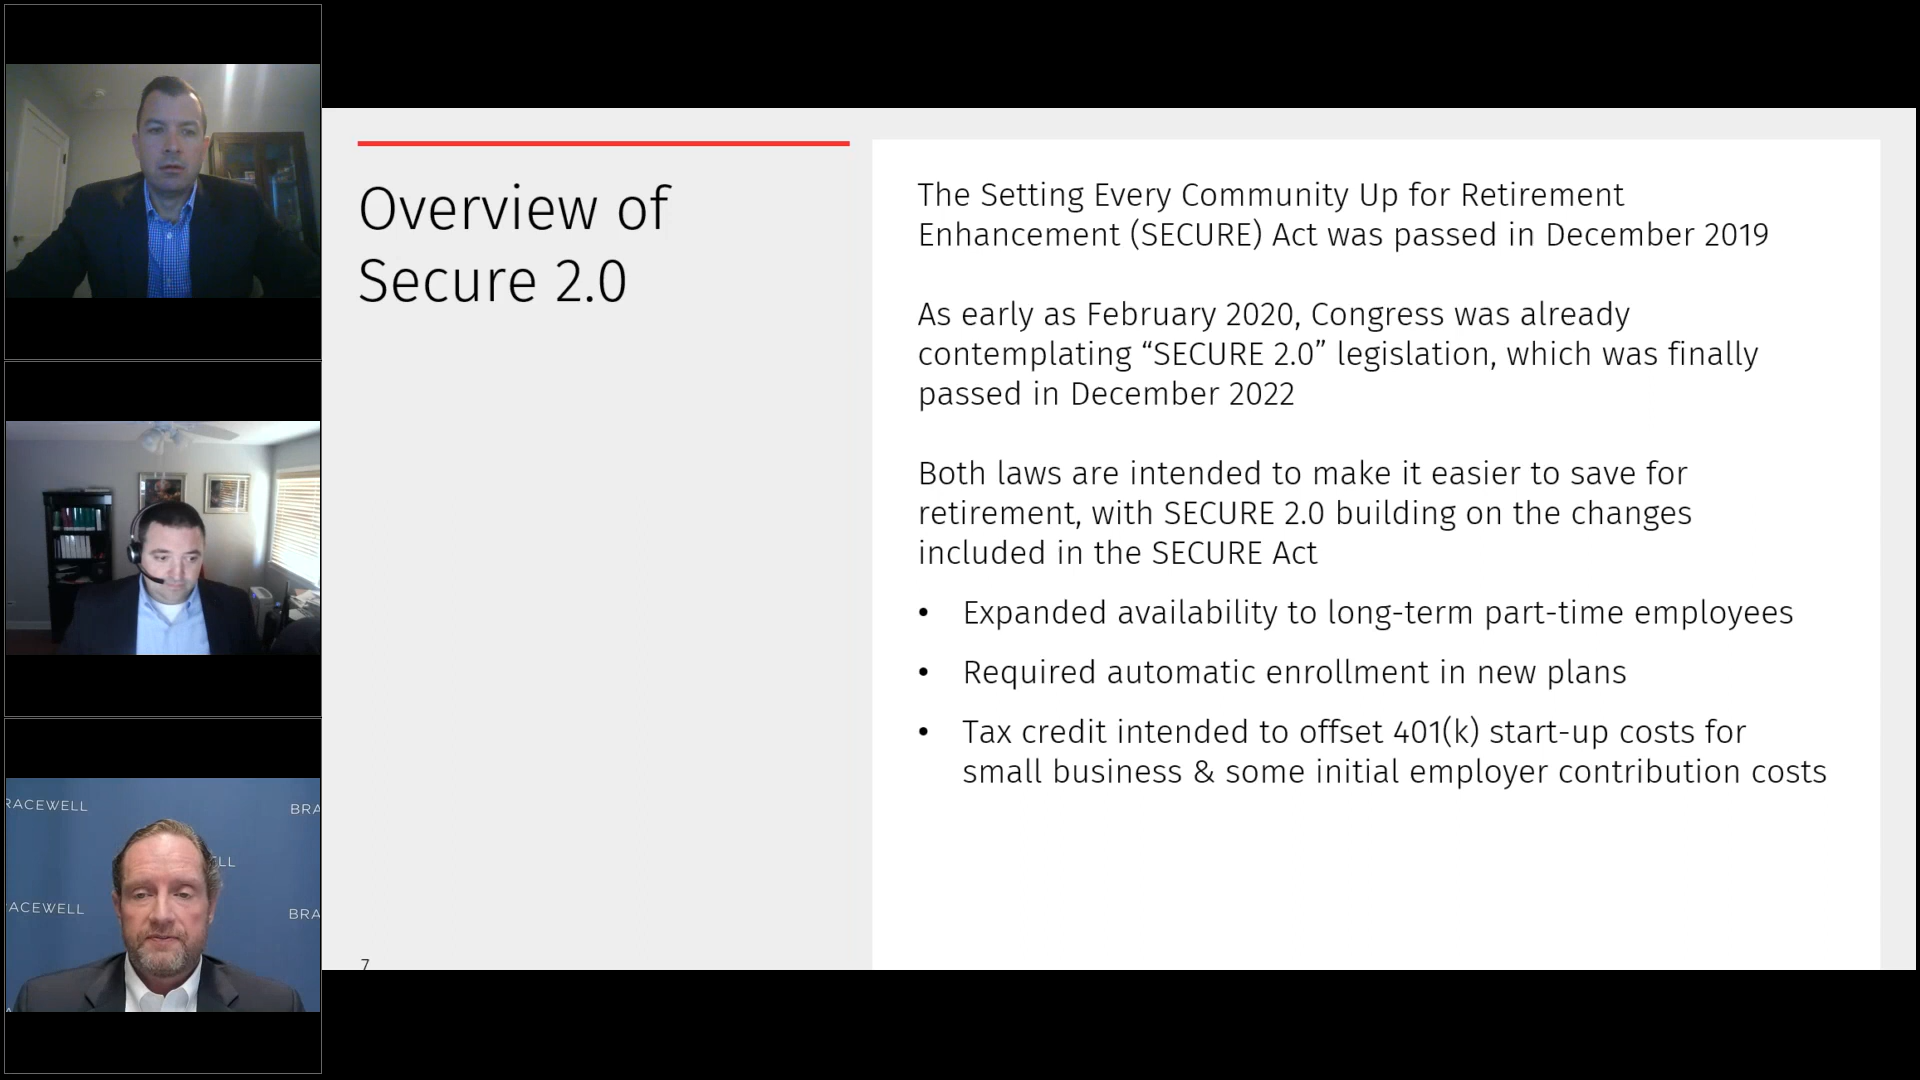 Overview of
Secure 2.0
The Setting Every Community Up for Retirement
Enhancement (SECURE) Act was passed in December 2019
As early as February 2020, Congress was already
contemplating “SECURE 2.0” legislation, which was finally
passed in December 2022
Both laws are intended to make it easier to save for
retirement, with SECURE 2.0 building on the changes
included in the SECURE Act
• Expanded availability to long-term part-time employees
• Required automatic enrollment in new plans
• Tax credit intended to offset 401(k) start-up costs for
small business & some initial employer contribution costs
7
RACEWELL
BRA
LL
ACEWELL
BRA